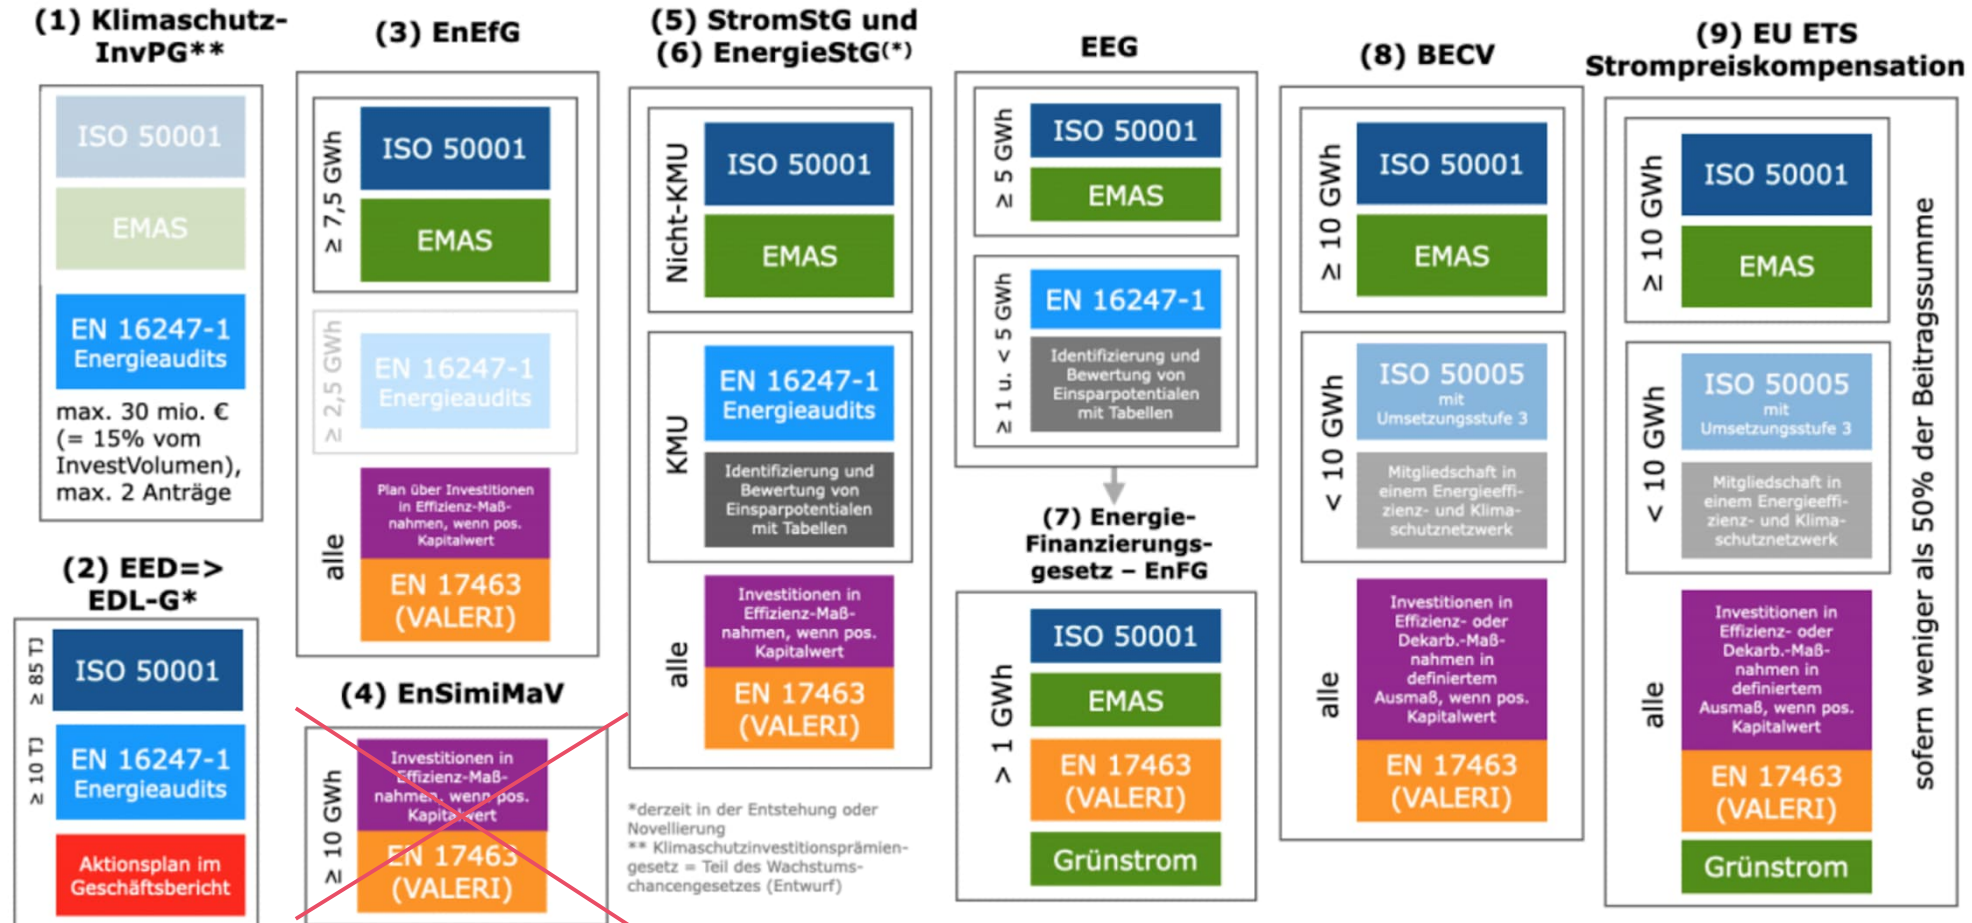 (1) Klimaschutz-
InvPG**
ISO 50001
EMAS
EN 16247-1
Energieaudits
max. 30 mio. €
(= 15% vom
InvestVolumen),
max. 2 Anträge
(2) EED=>
EDL-G*
≥ 85 TJ
ISO 50001
≥ 10 TJ
EN 16247-1
Energieaudits
Aktionsplan im
Geschäftsbericht
(3) EnEfG
≥ 7,5 GWh
ISO 50001
EMAS
≥ 2,5 GWh
EN 16247-1
Energieaudits
alle
Plan über Investitionen
in Effizienz-Maß-
nahmen, wenn pos.
Kapitalwert
EN 17463
(VALERI)
(4) EnSimiMaV
≥ 10 GWh
Investitionen in
Effizienz-Maß-
nahmen, wenn pos.
Kapitalwert
EN 17463
(VALERI)
(5) StromStG und
(6) EnergieStG(*)
Nicht-KMU
ISO 50001
EMAS
KMU
EN 16247-1
Energieaudits
Identifizierung und
Bewertung von
Einsparpotentialen
mit Tabellen
alle
Investitionen in
Effizienz-Maß-
nahmen, wenn pos.
Kapitalwert
EN 17463
(VALERI)
*derzeit in der Entstehung oder
Novellierung
** Klimaschutzinvestitionsprämien-
gesetz = Teil des Wachstums-
chancengesetzes (Entwurf)
EEG
≥ 5 GWh
ISO 50001
EMAS
≥ 1 u. < 5 GWh
EN 16247-1
Identifizierung und
Bewertung von
Einsparpotentialen
mit Tabellen
(7) Energie-
Finanzierungs-
gesetz – EnFG
> 1 GWh
ISO 50001
EMAS
EN 17463
(VALERI)
Grünstrom
(8) BECV
≥ 10 GWh
ISO 50001
EMAS
< 10 GWh
ISO 50005
mit
Umsetzungsstufe 3
Mitgliedschaft in
einem Energieeffi-
zienz- und Klima-
schutznetzwerk
alle
Investitionen in
Effizienz- oder
Dekarb.-Maß-
nahmen in
definiertem
Ausmaß, wenn pos.
Kapitalwert
EN 17463
(VALERI)
(9) EU ETS
Strompreiskompensation
≥ 10 GWh
ISO 50001
EMAS
< 10 GWh
ISO 50005
mit
Umsetzungsstufe 3
Mitgliedschaft in
einem Energieeffi-
zienz- und Klima-
schutznetzwerk
alle
Investitionen in
Effizienz- oder
Dekarb.-Maß-
nahmen in
definiertem
Ausmaß, wenn pos.
Kapitalwert
EN 17463
(VALERI)
Grünstrom
sofern weniger als 50% der Beitragssumme